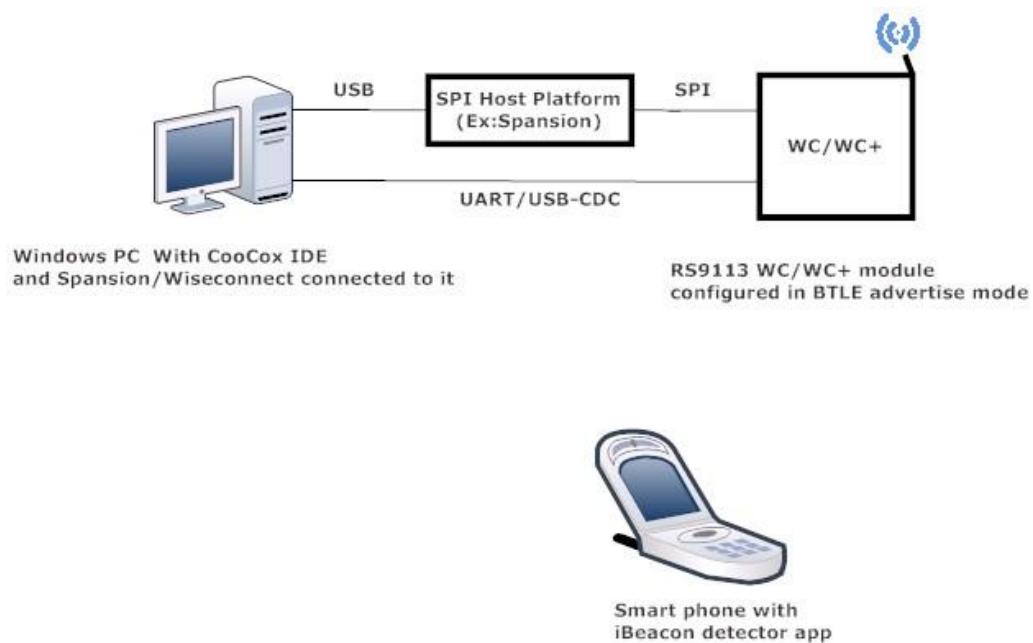 USB
SPI Host Platform
(Ex:Spansion)
SPI
WC/WC+
UART/USB-CDC
Windows PC With CooCox IDE
and Spansion/Wiseconnect connected to it
RS9113 WC/WC+ module
configured in BTLE advertise mode
Smart phone with
iBeacon detector app